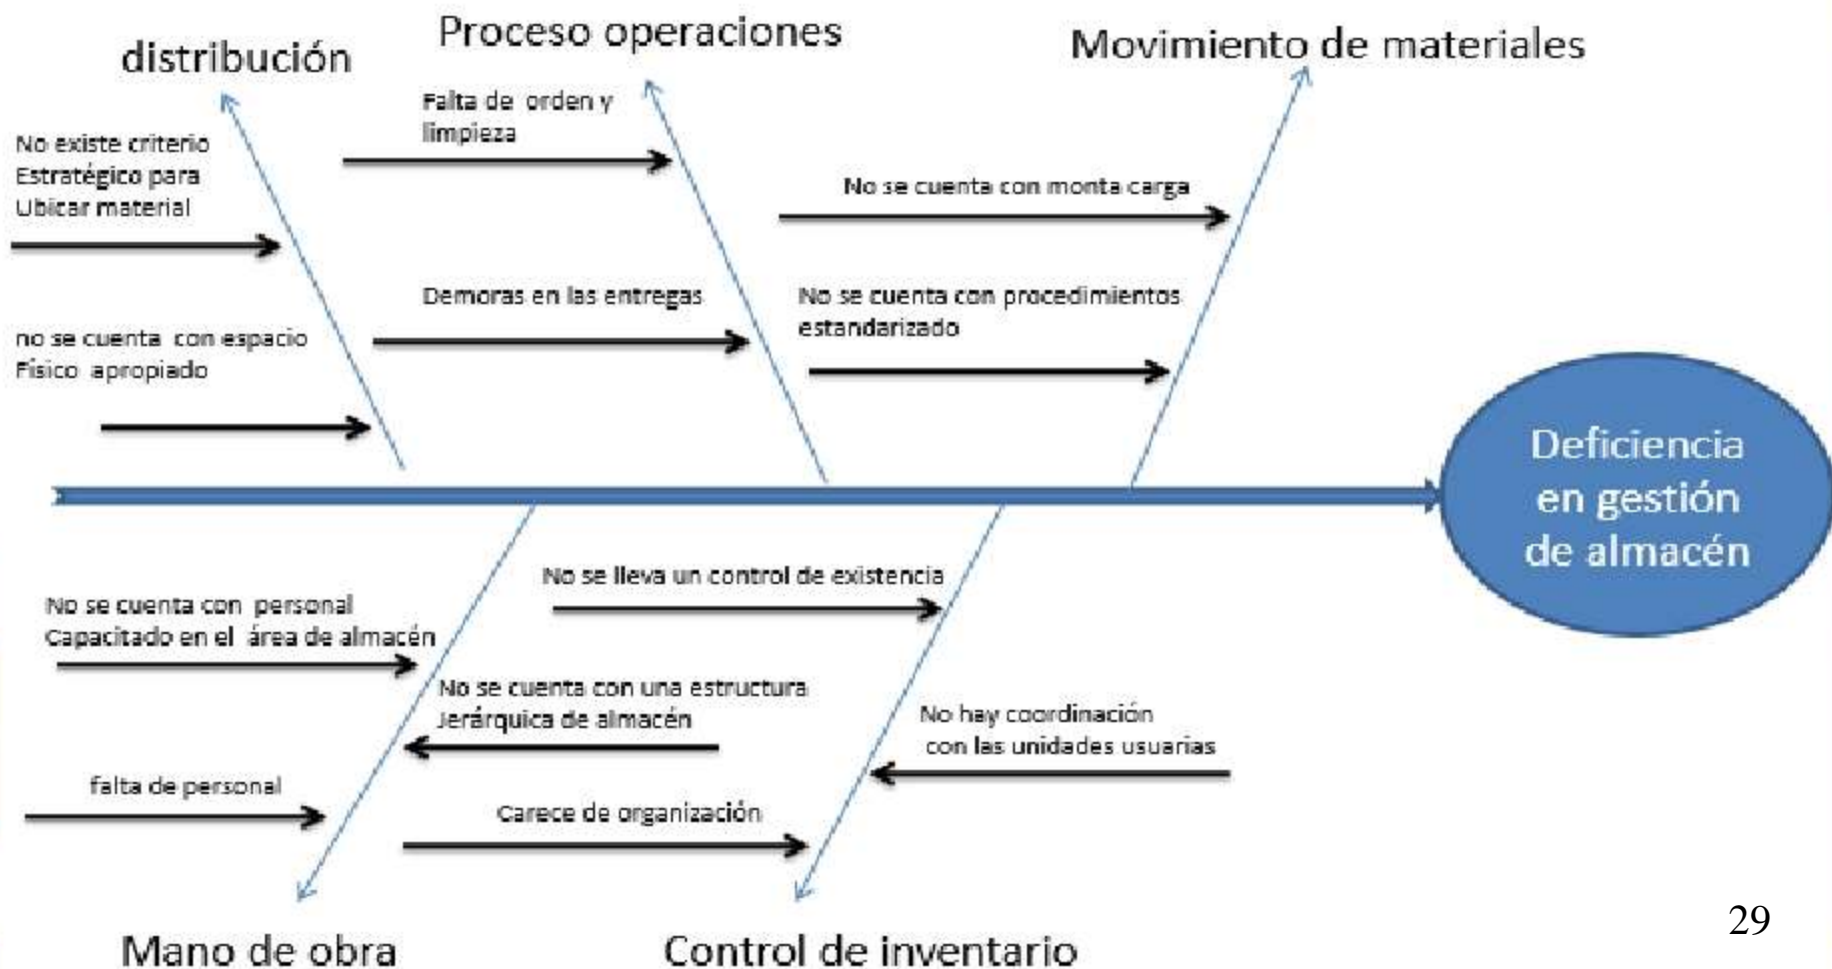 distribución
Proceso operaciones
Movimiento de materiales
No existe criterio
Estratégico para
Ubicar material
Falta de orden y
limpieza
No se cuenta con monta carga
no se cuenta con espacio
Físico apropiado
Demoras en las entregas
No se cuenta con procedimientos
estandarizado
Deficiencia
en gestión
de almacén
No se cuenta con personal
Capacitado en el área de almacén
No se lleva un control de existencia
No se cuenta con una estructura
Jerárquica de almacén
No hay coordinación
con las unidades usuarias
falta de personal
Carece de organización
Mano de obra
Control de inventario
29